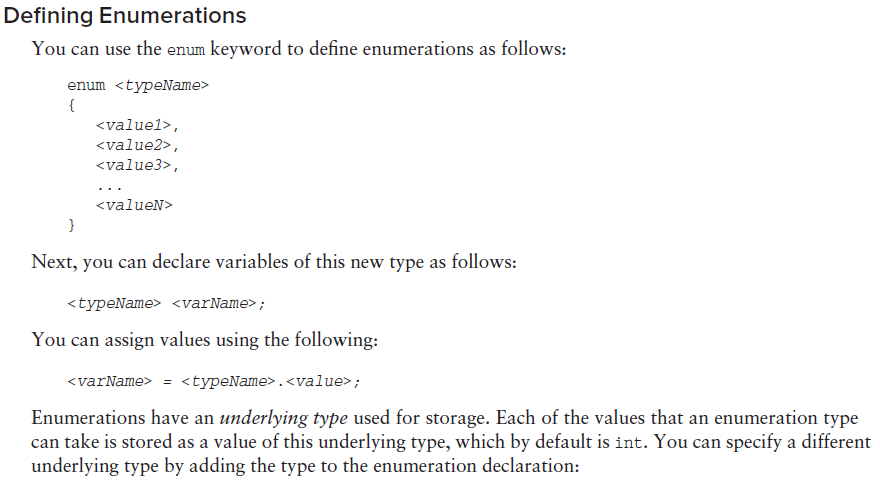 Defining Enumerations
You can use the enum keyword to define enumerations as follows:
enum <typeName>
{
<value1>,
<value2>,
<value3>,
...
<valueN>
}
Next, you can declare variables of this new type as follows:
<typeName> <varName>;
You can assign values using the following:
<varName> = <typeName>.<value>;
Enumerations have an underlying type used for storage. Each of the values that an enumeration type
can take is stored as a value of this underlying type, which by default is int. You can specify a different
underlying type by adding the type to the enumeration declaration: